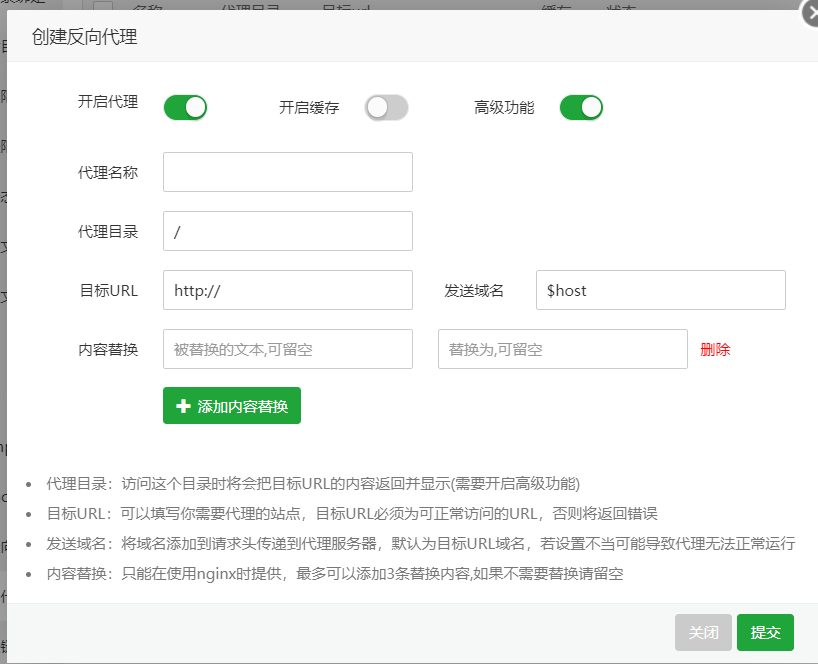 创建反向代理
开启代理 开启缓存 高级功能
代理名称
代理目录 /
目标URL http:// 发送域名 $host
内容替换 被替换的文本,可留空 替换为,可留空 删除
添加内容替换
代理目录：访问这个目录时将会把目标URL的内容返回并显示(需要开启高级功能)
目标URL：可以填写你需要代理的站点，目标URL必须为可正常访问的URL，否则将返回错误
发送域名：将域名添加到请求头传递到代理服务器，默认为目标URL域名，若设置不当可能导致代理无法正常运行
内容替换：只能在使用nginx时提供，最多可以添加3条替换内容,如果不需要替换请留空
关闭 提交